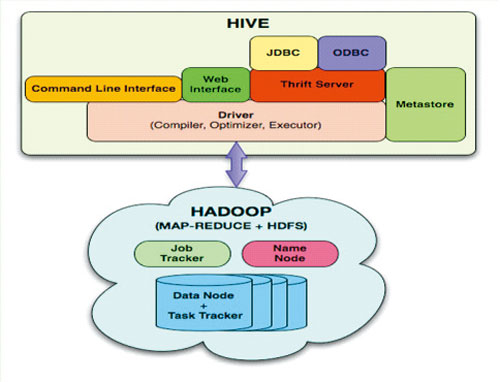 HIVE
JDBC
ODBC
Command Line Interface
Web
Interface
Thrift Server
Metastore
Driver
(Compiler, Optimizer, Executor)
HADOOP
(MAP-REDUCE + HDFS)
Job
Tracker
Name
Node
Data Node
+
Task Tracker